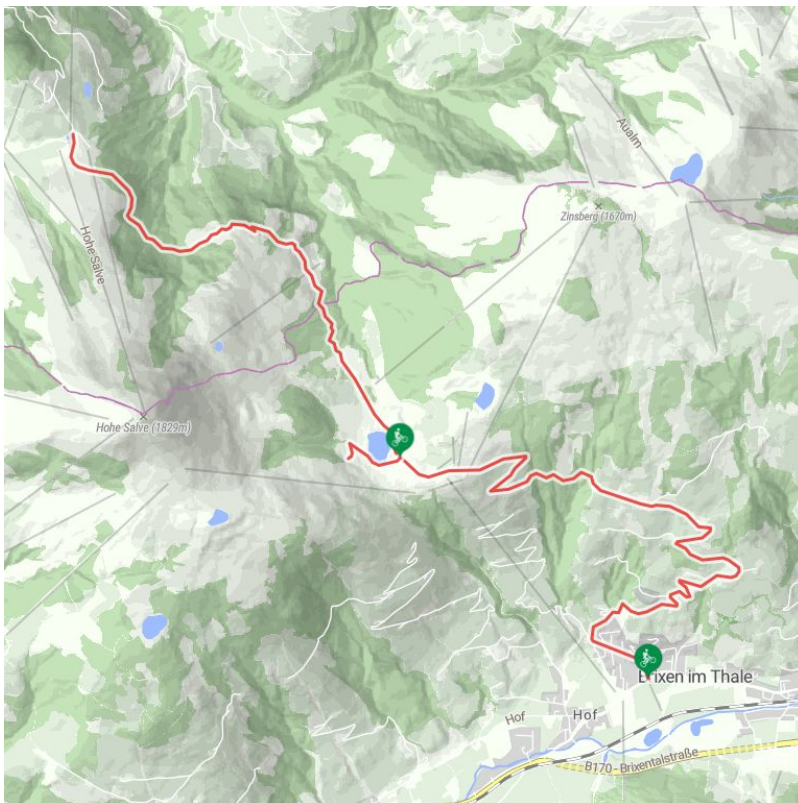 Aualm
Zinsberg (1670m)
Hohe Salve
Hohe Salve (1829m)
Brixen im Thale
Hof
Hof
B170 - Brixentalstraße